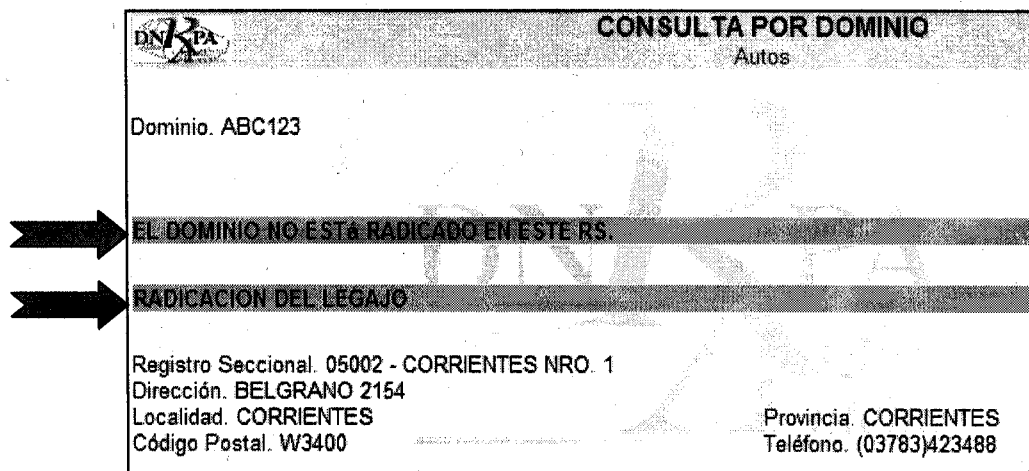 DNRPA
CONSULTA POR DOMINIO
Autos
Dominio. ABC123
EL DOMINIO NO ESTá RADICADO EN ESTE RS.
RADICACION DEL LEGAJO
Registro Seccional. 05002 - CORRIENTES NRO. 1
Dirección. BELGRANO 2154
Localidad. CORRIENTES
Provincia. CORRIENTES
Código Postal. W3400
Teléfono. (03783)423488
DNRPA